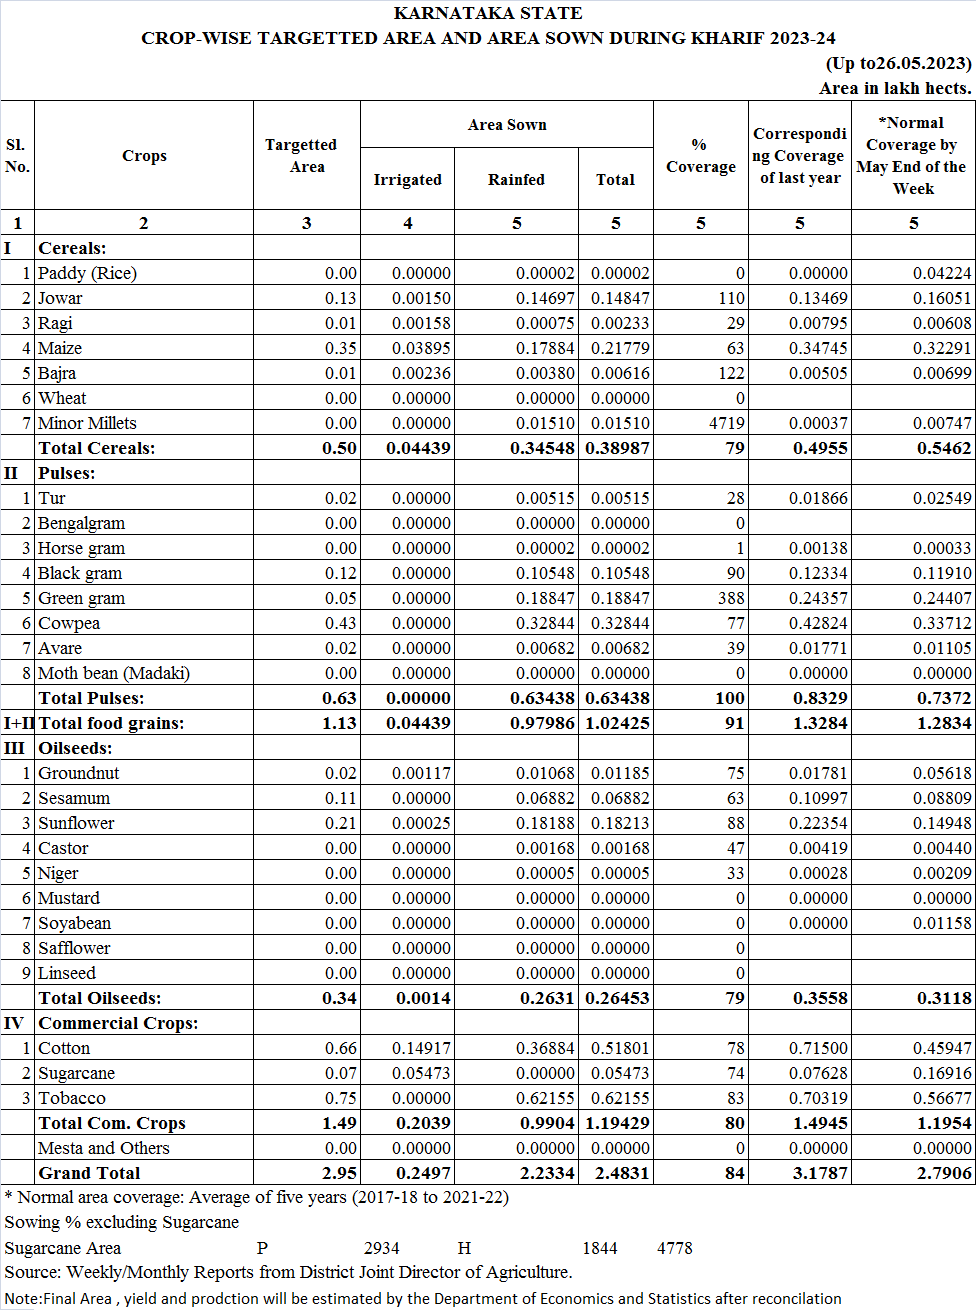 KARNATAKA STATE
CROP-WISE TARGETTED AREA AND AREA SOWN DURING KHARIF 2023-24
(Up to26.05.2023)
Area in lakh hects.
Sl. No. Crops Targetted Area Area Sown % Coverage Correspondi ng Coverage of last year *Normal Coverage by May End of the Week
Irrigated Rainfed Total
1 2 3 4 5 5 5 5 5
I Cereals:
1 Paddy (Rice) 0.00 0.00000 0.00002 0.00002 0 0.00000 0.04224
2 Jowar 0.13 0.00150 0.14697 0.14847 110 0.13469 0.16051
3 Ragi 0.01 0.00158 0.00075 0.00233 29 0.00795 0.00608
4 Maize 0.35 0.03895 0.17884 0.21779 63 0.34745 0.32291
5 Bajra 0.01 0.00236 0.00380 0.00616 122 0.00505 0.00699
6 Wheat 0.00 0.00000 0.00000 0.00000 0
7 Minor Millets 0.00 0.00000 0.01510 0.01510 4719 0.00037 0.00747
Total Cereals: 0.50 0.04439 0.34548 0.38987 79 0.4955 0.5462
II Pulses:
1 Tur 0.02 0.00000 0.00515 0.00515 28 0.01866 0.02549
2 Bengalgram 0.00 0.00000 0.00000 0.00000 0
3 Horse gram 0.00 0.00000 0.00002 0.00002 1 0.00138 0.00033
4 Black gram 0.12 0.00000 0.10548 0.10548 90 0.12334 0.11910
5 Green gram 0.05 0.00000 0.18847 0.18847 388 0.24357 0.24407
6 Cowpea 0.43 0.00000 0.32844 0.32844 77 0.42824 0.33712
7 Avare 0.02 0.00000 0.00682 0.00682 39 0.01771 0.01105
8 Moth bean (Madaki) 0.00 0.00000 0.00000 0.00000 0 0.00000 0.00000
Total Pulses: 0.63 0.00000 0.63438 0.63438 100 0.8329 0.7372
I+II Total food grains: 1.13 0.04439 0.97986 1.02425 91 1.3284 1.2834
III Oilseeds:
1 Groundnut 0.02 0.00117 0.01068 0.01185 75 0.01781 0.05618
2 Sesamum 0.11 0.00000 0.06882 0.06882 63 0.10997 0.08809
3 Sunflower 0.21 0.00025 0.18188 0.18213 88 0.22354 0.14948
4 Castor 0.00 0.00000 0.00168 0.00168 47 0.00419 0.00440
5 Niger 0.00 0.00000 0.00005 0.00005 33 0.00028 0.00209
6 Mustard 0.00 0.00000 0.00000 0.00000 0 0.00000 0.00000
7 Soyabean 0.00 0.00000 0.00000 0.00000 0 0.00000 0.01158
8 Safflower 0.00 0.00000 0.00000 0.00000 0
9 Linseed 0.00 0.00000 0.00000 0.00000 0
Total Oilseeds: 0.34 0.0014 0.2631 0.26453 79 0.3558 0.3118
IV Commercial Crops:
1 Cotton 0.66 0.14917 0.36884 0.51801 78 0.71500 0.45947
2 Sugarcane 0.07 0.05473 0.00000 0.05473 74 0.07628 0.16916
3 Tobacco 0.75 0.00000 0.62155 0.62155 83 0.70319 0.56677
Total Com. Crops 1.49 0.2039 0.9904 1.19429 80 1.4945 1.1954
Mesta and Others 0.00 0.00000 0.00000 0.00000 0 0.00000 0.00000
Grand Total 2.95 0.2497 2.2334 2.4831 84 3.1787 2.7906
* Normal area coverage: Average of five years (2017-18 to 2021-22)
Sowing % excluding Sugarcane
Sugarcane Area P 2934 H 1844 4778
Source: Weekly/Monthly Reports from District Joint Director of Agriculture.
Note:Final Area , yield and prodction will be estimated by the Department of Economics and Statistics after reconcilation